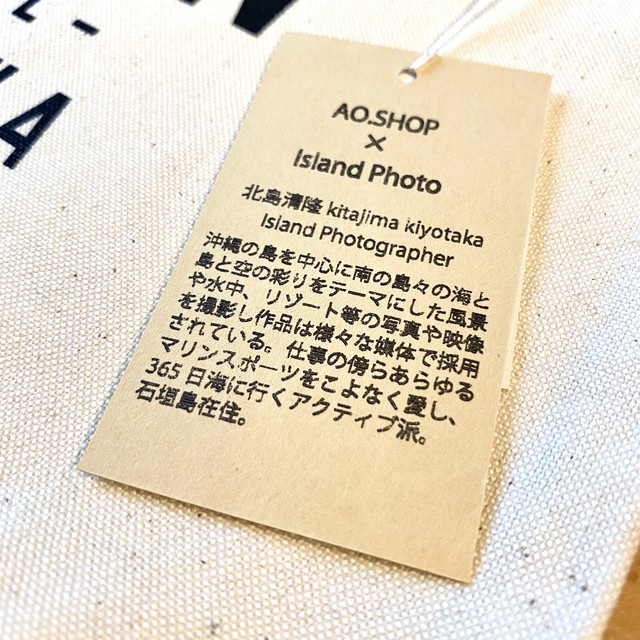 AO.SHOP
×
Island Photo
北島清隆 kitajima kiyotaka
Island Photographer
沖縄の島を中心に南の島々の海と
島と空の彩りをテーマにした風景
や水中、リゾート等の写真や映像
を撮影し作品は様々な媒体で採用
されている。仕事の傍らあらゆる
マリンスポーツをこよなく愛し、
365 日海に行くアクティブ派。
石垣島在住。